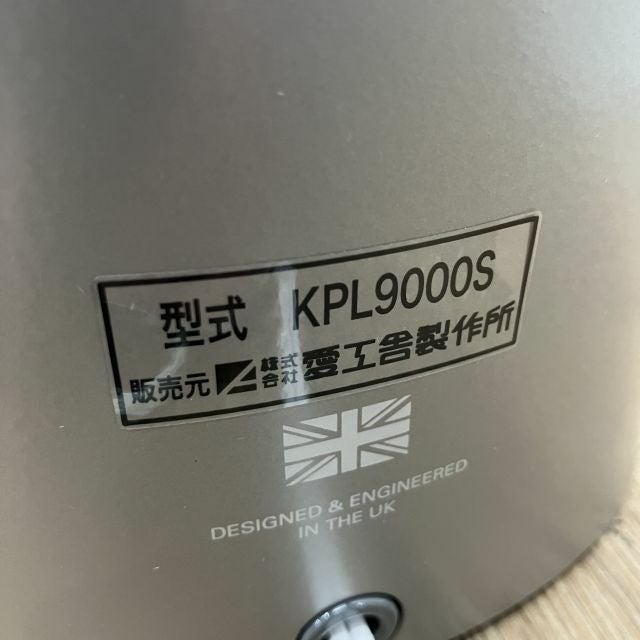 型式 KPL9000S
販売元 株式会社 愛工舎製作所
DESIGNED & ENGINEERED
IN THE UK